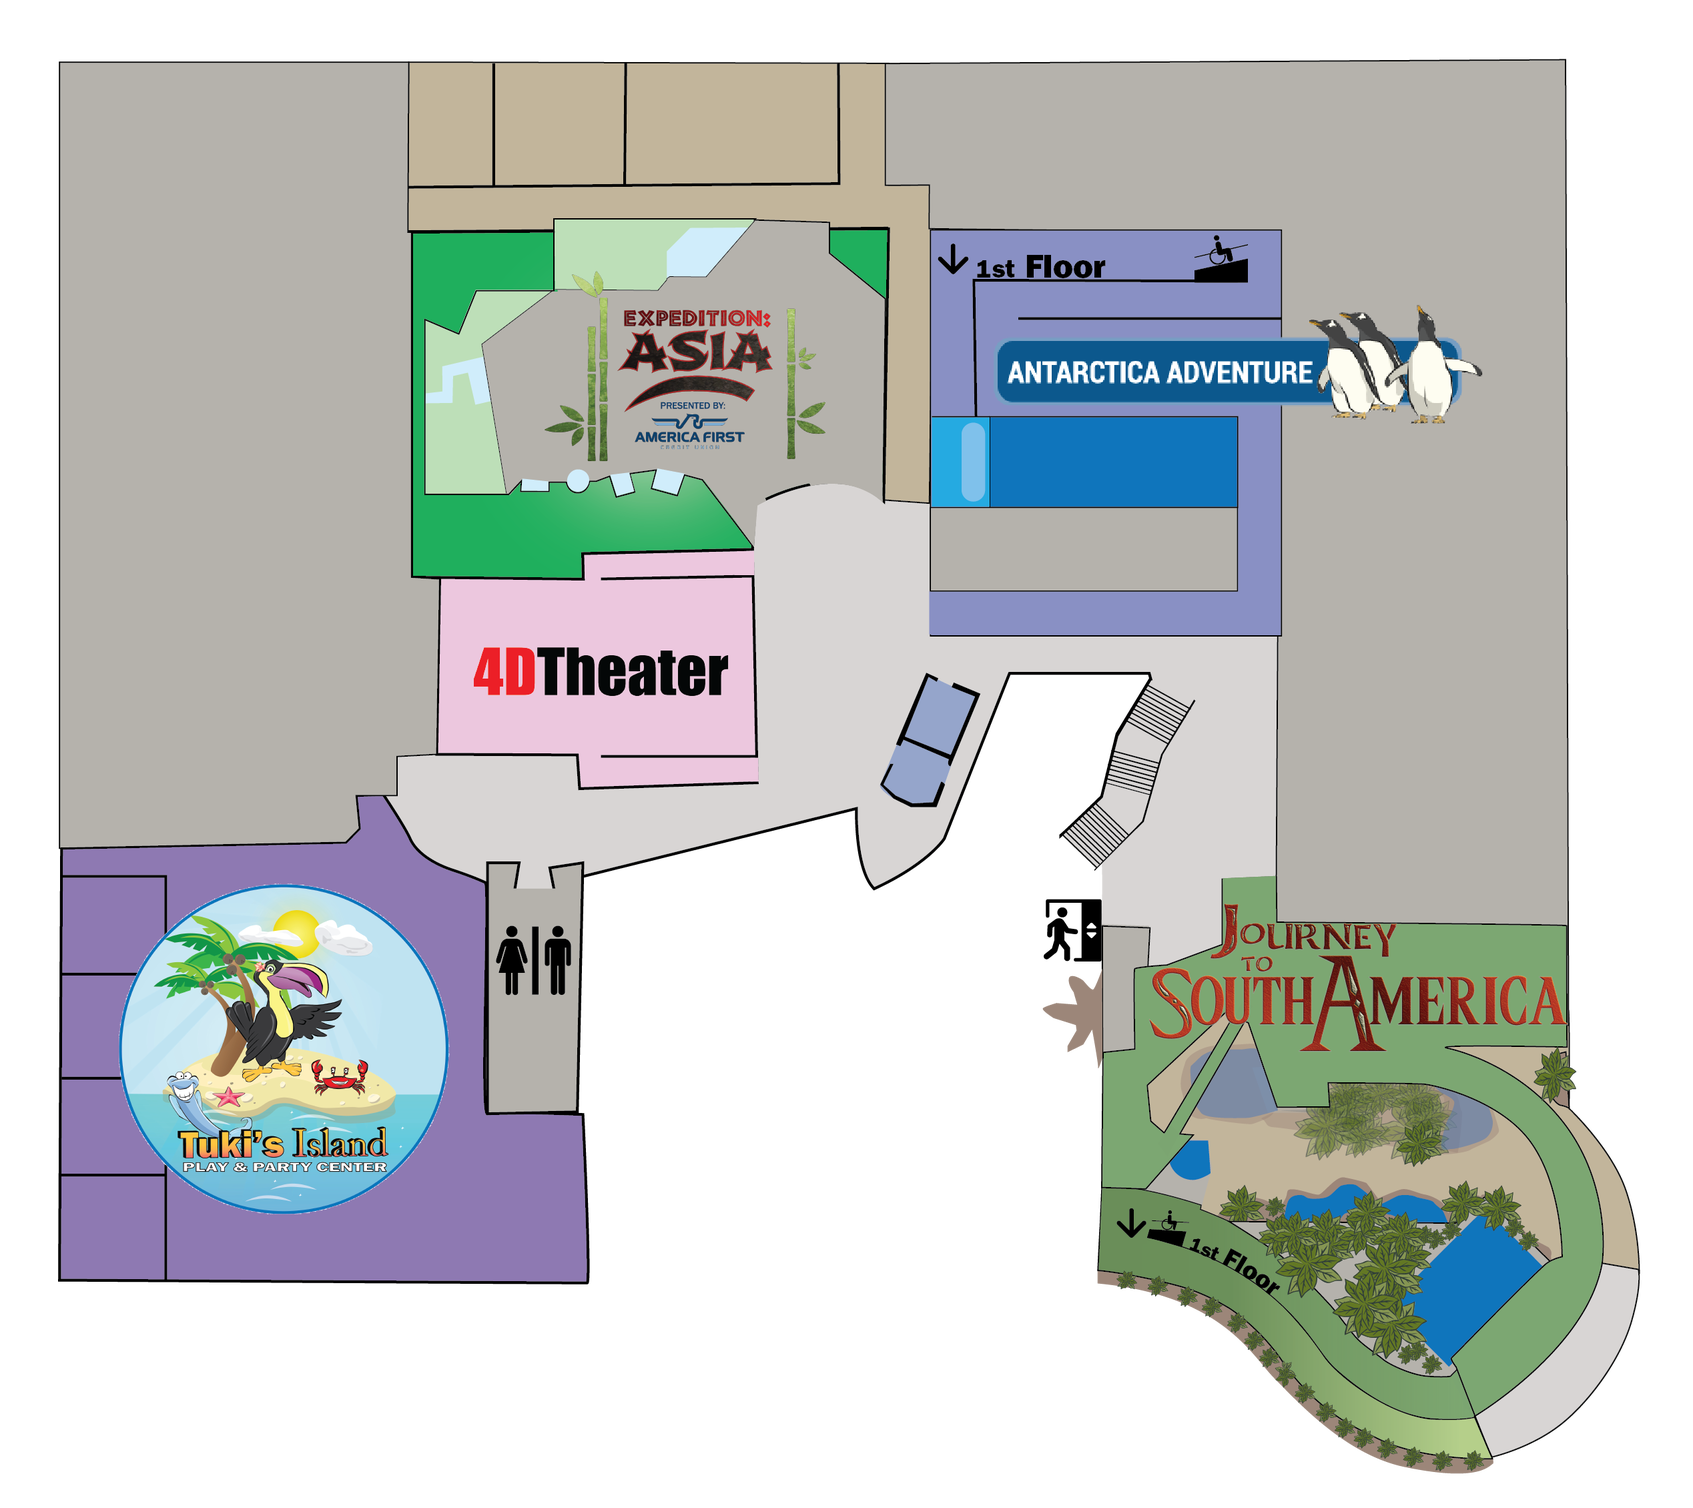 1st Floor
EXPEDITION:
ASIA
PRESENTED BY:
AMERICA FIRST
CREDIT UNION
ANTARCTICA ADVENTURE
4DTheater
JOURNEY
TO
SOUTH AMERICA
Tuki's Island
PLAY & PARTY CENTER
1st Floor